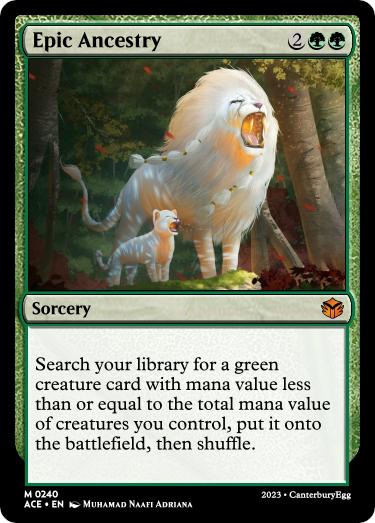 Epic Ancestry 2
Sorcery
Search your library for a green
creature card with mana value less
than or equal to the total mana value
of creatures you control, put it onto
the battlefield, then shuffle.
M 0240
ACE • EN Muhamad Naafi Adriana
2023 • CanterburyEgg